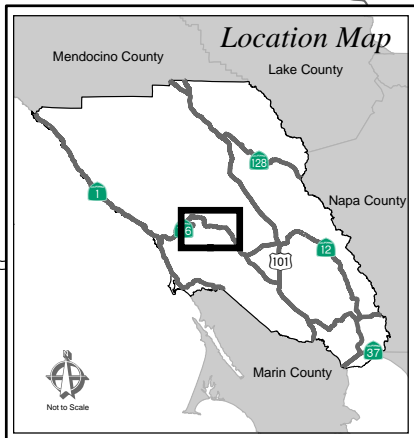 Location Map
Mendocino County
Lake County
128
1
Napa County
12
101
37
Marin County
Not to Scale